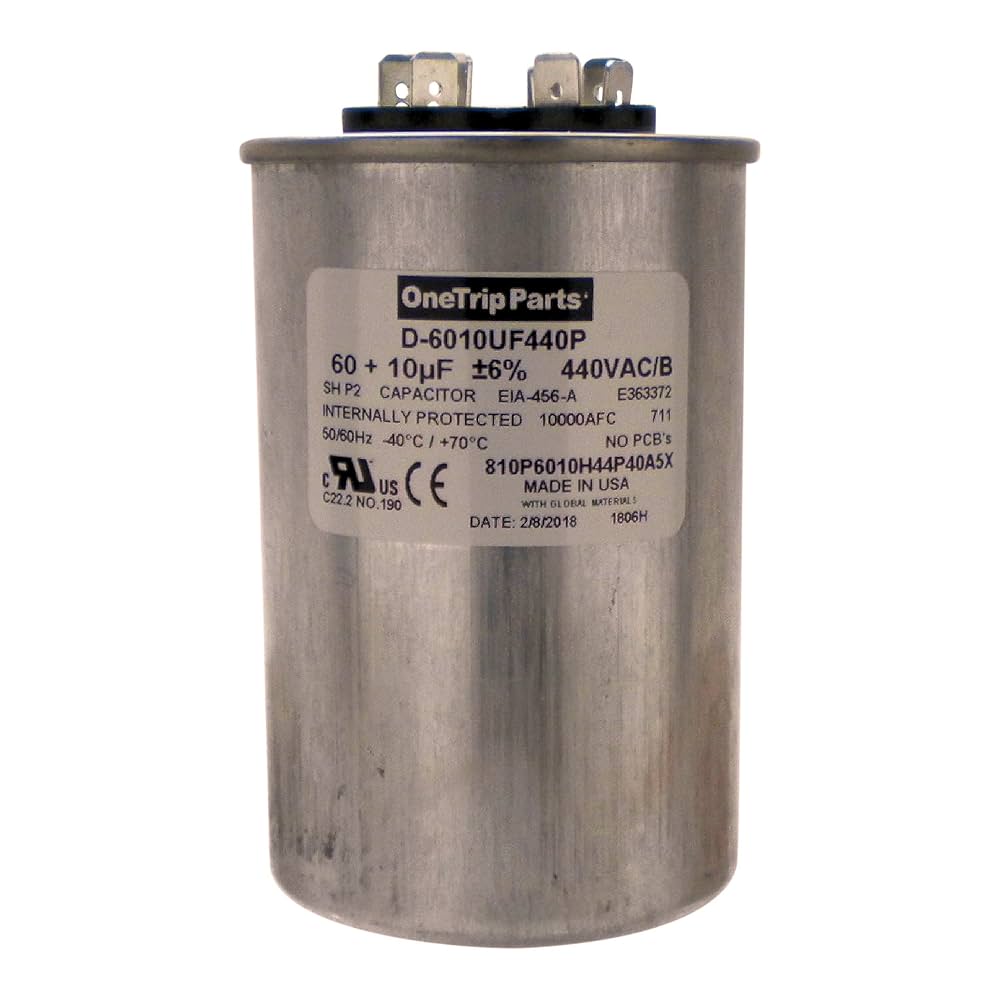 OneTrip Parts
D-6010UF440P
60 + 10µF ±6% 440VAC/B
SH P2 CAPACITOR EIA-456-A E363372
INTERNALLY PROTECTED 10000AFC 711
50/60Hz -40°C / +70°C NO PCB's
810P6010H44P40A5X
c RU US CE
MADE IN USA
C22.2 NO.190
WITH GLOBAL MATERIALS
DATE: 2/8/2018 1806H